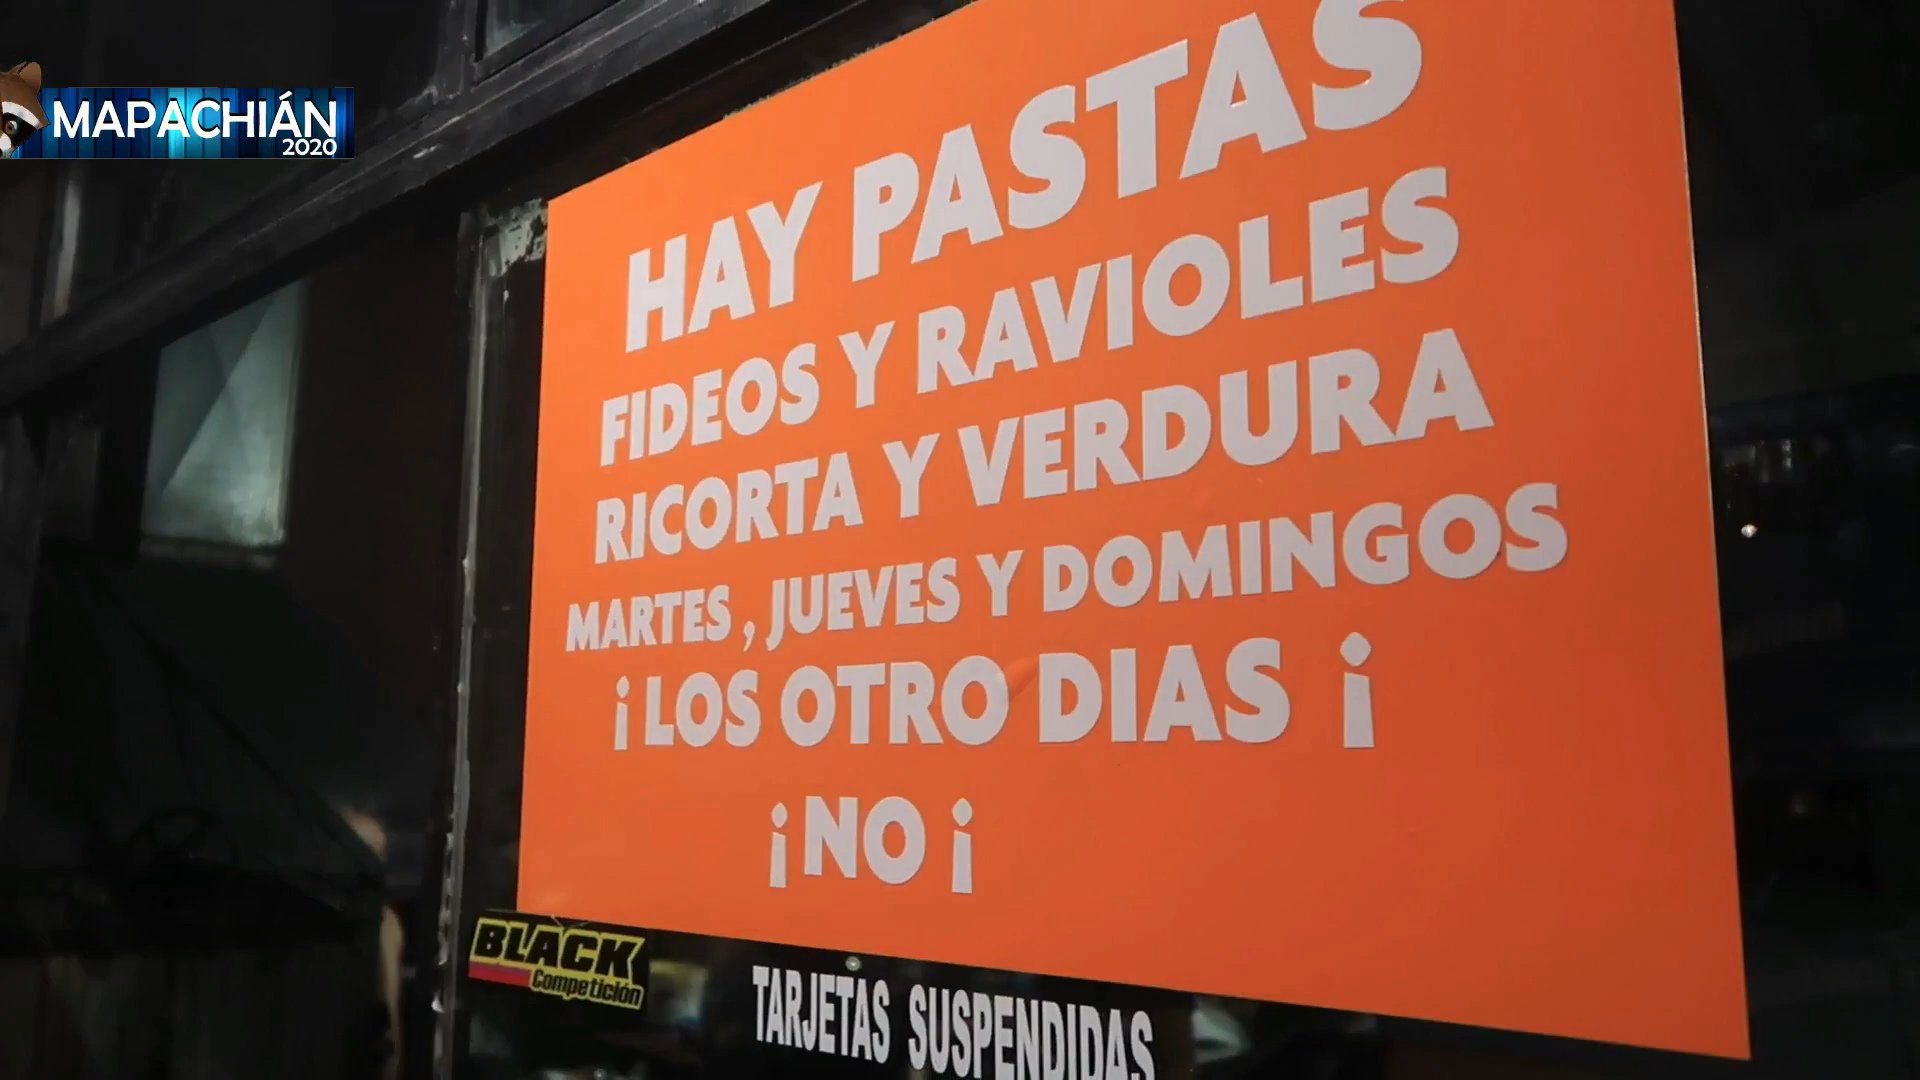 MAPACHIÁN
2020
HAY PASTAS
FIDEOS Y RAVIOLES
RICORTA Y VERDURA
MARTES, JUEVES Y DOMINGOS
¡LOS OTRO DIAS ¡
¡NO ¡
BLACK
Competición
TARJETAS SUSPENDIDAS